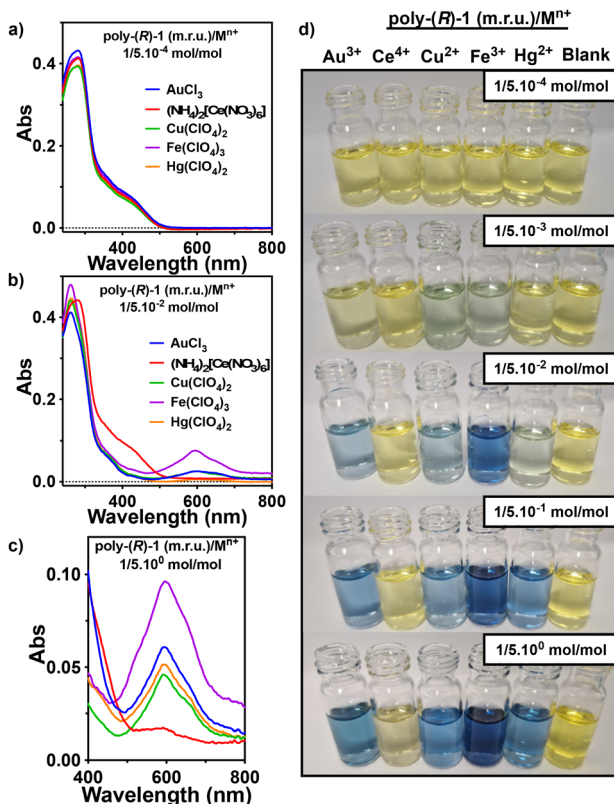 a)
poly-(R)-1 (m.r.u.)/Mⁿ⁺
1/5.10⁻⁴ mol/mol
AuCl₃
(NH₄)₂[Ce(NO₃)₆]
Cu(ClO₄)₂
Fe(ClO₄)₃
Hg(ClO₄)₂
Abs
0.4
0.2
0.0
400
600
800
Wavelength (nm)
b)
poly-(R)-1 (m.r.u.)/Mⁿ⁺
1/5.10⁻² mol/mol
AuCl₃
(NH₄)₂[Ce(NO₃)₆]
Cu(ClO₄)₂
Fe(ClO₄)₃
Hg(ClO₄)₂
Abs
0.4
0.2
0.0
400
600
800
Wavelength (nm)
c)
poly-(R)-1 (m.r.u.)/Mⁿ⁺
1/5.10⁰ mol/mol
Abs
0.10
0.05
0.00
400
600
800
Wavelength (nm)
d)
poly-(R)-1 (m.r.u.)/Mⁿ⁺
Au³⁺ Ce⁴⁺ Cu²⁺ Fe³⁺ Hg²⁺ Blank
1/5.10⁻⁴ mol/mol
1/5.10⁻³ mol/mol
1/5.10⁻² mol/mol
1/5.10⁻¹ mol/mol
1/5.10⁰ mol/mol